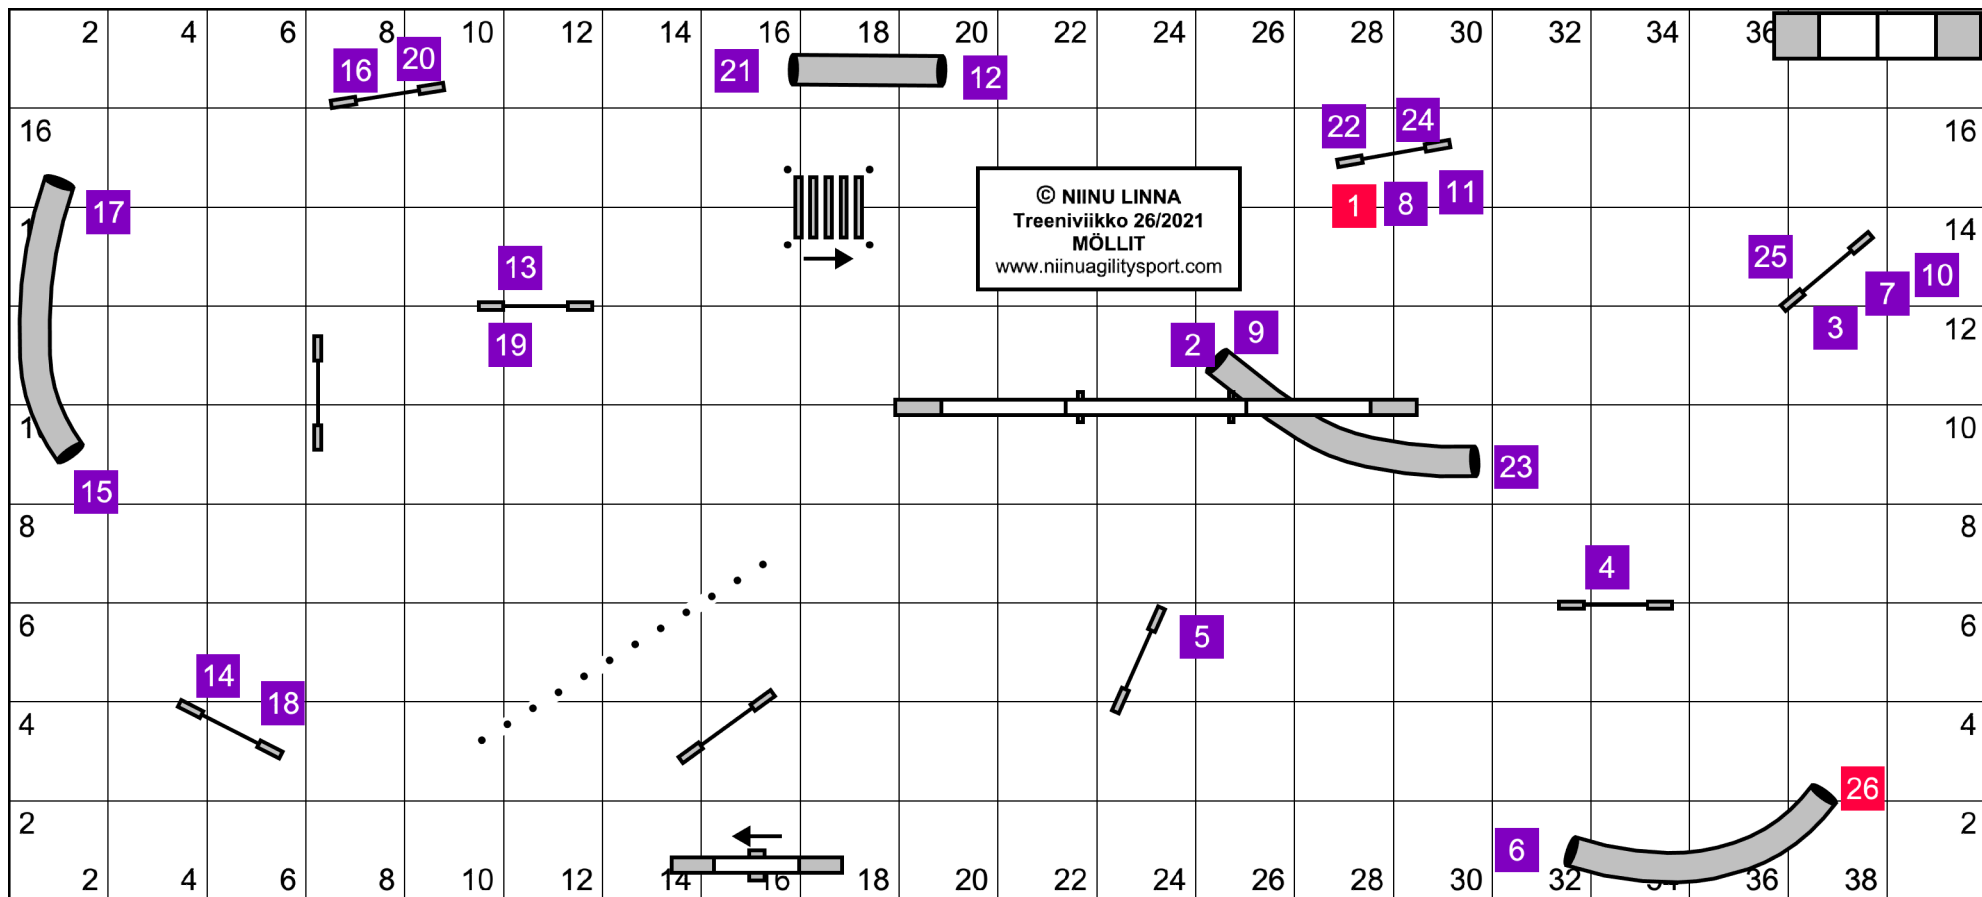 2 4 6 8 10 12 14 16 18 20 22 24 26 28 30 32 34 36
16 20 21 12
16 22 24 16
17 1 8 11
© NIINU LINNA
Treeniviikko 26/2021
MÖLLIT
www.niinuagilitysport.com
14
13 25 7 10
19 2 9 3 12
10 10
15 23
8 8
4
6 5 6
14 18
4 4
26
2 2
6
2 4 6 8 10 12 14 16 18 20 22 24 26 28 30 32 34 36 38